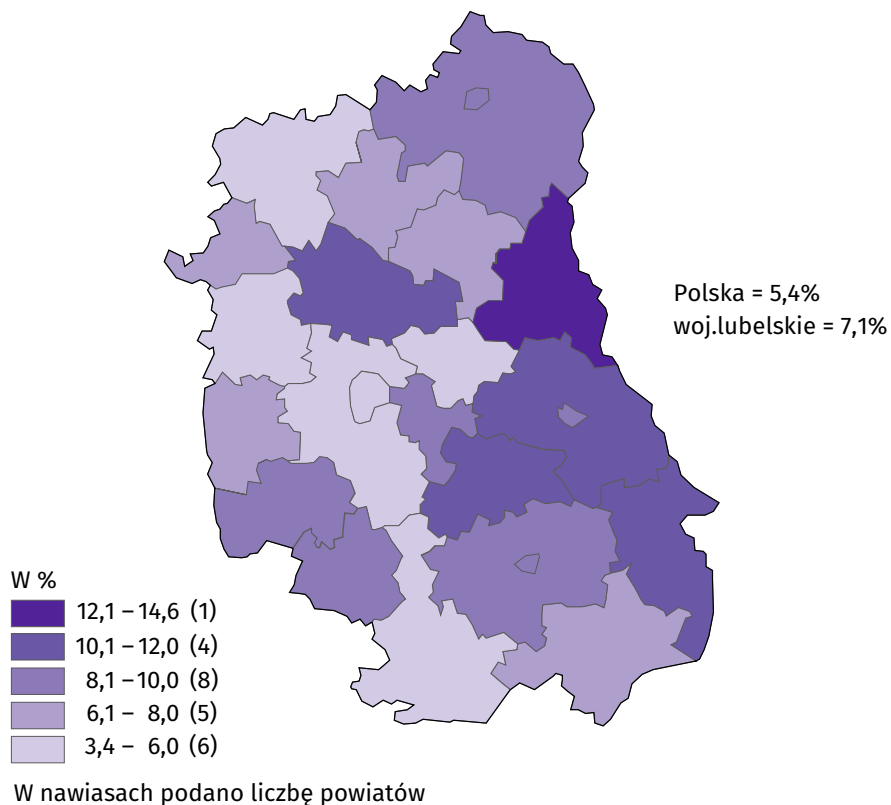 Polska = 5,4%
woj.lubelskie = 7,1%
W %
12,1 – 14,6 (1)
10,1 – 12,0 (4)
8,1 – 10,0 (8)
6,1 – 8,0 (5)
3,4 – 6,0 (6)
W nawiasach podano liczbę powiatów